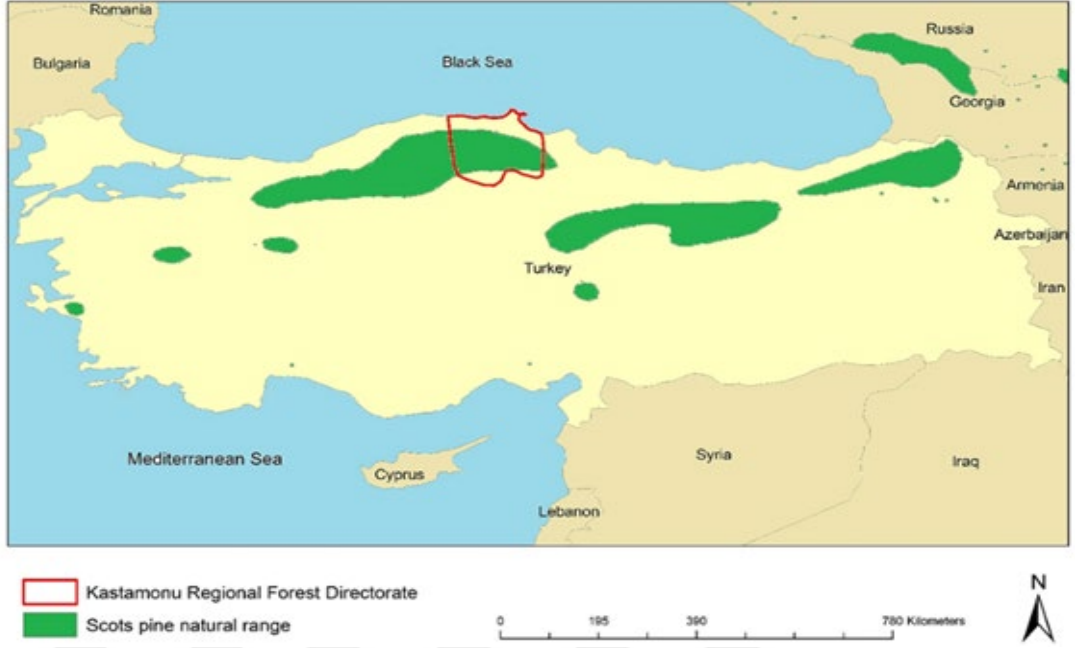 Romania
Russia
Bulgaria
Black Sea
Georgia
Armenia
Azerbaijan
Turkey
Iran
Mediterranean Sea
Syria
Iraq
Cyprus
Lebanon
Kastamonu Regional Forest Directorate
Scots pine natural range
0 195 390 780 Kilometers
N